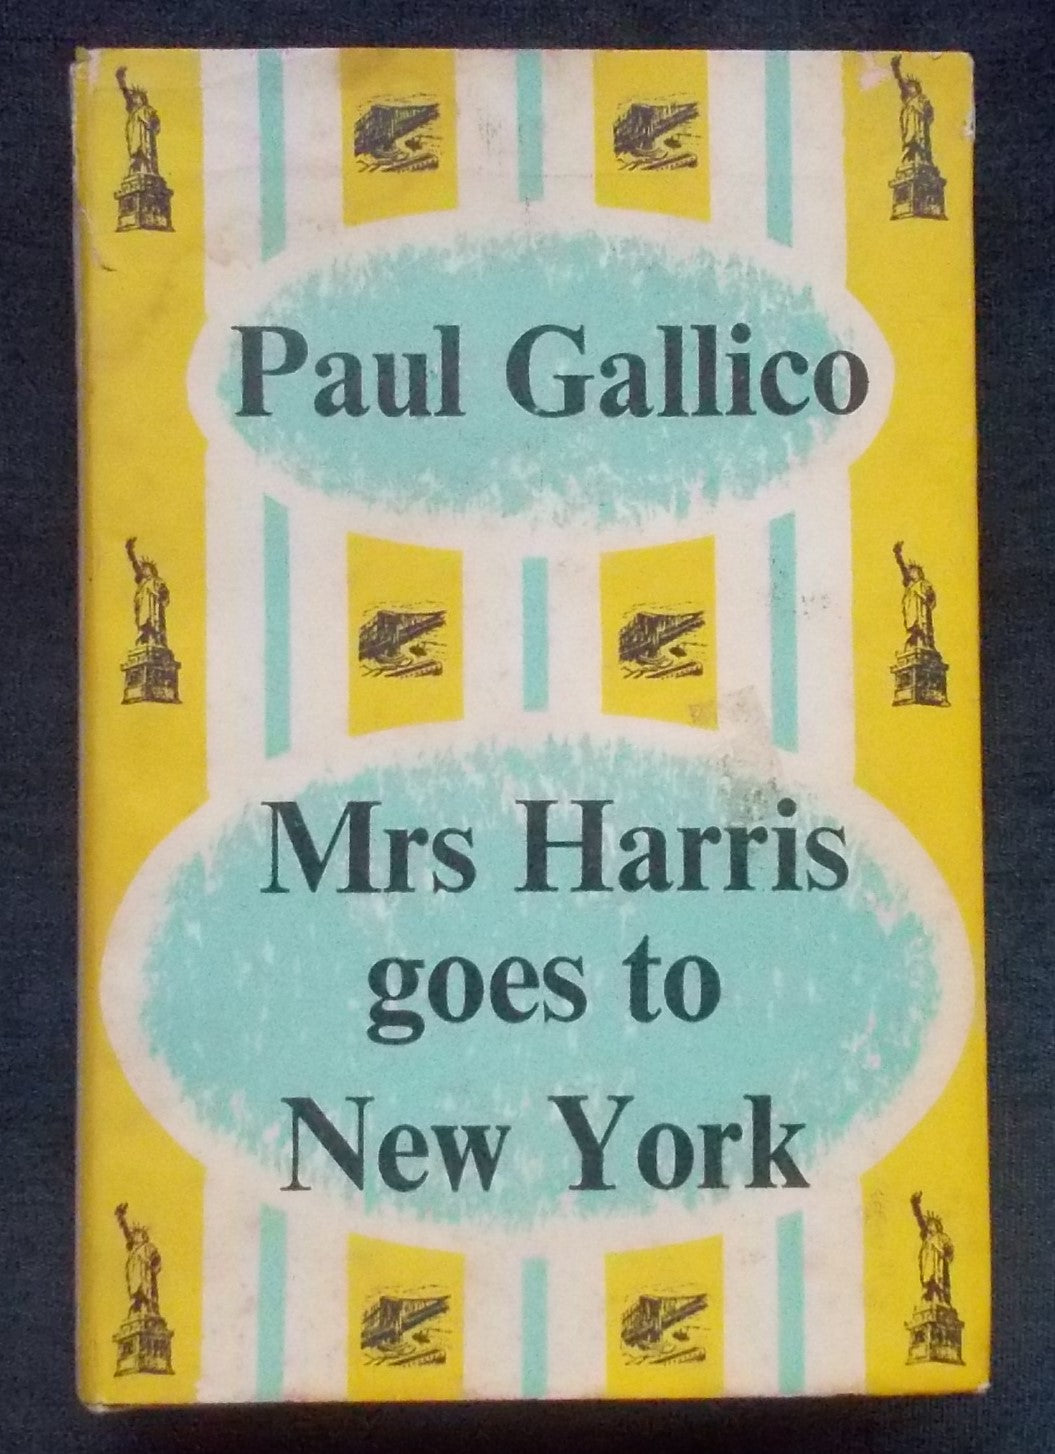 Paul Gallico
Mrs Harris
goes to
New York